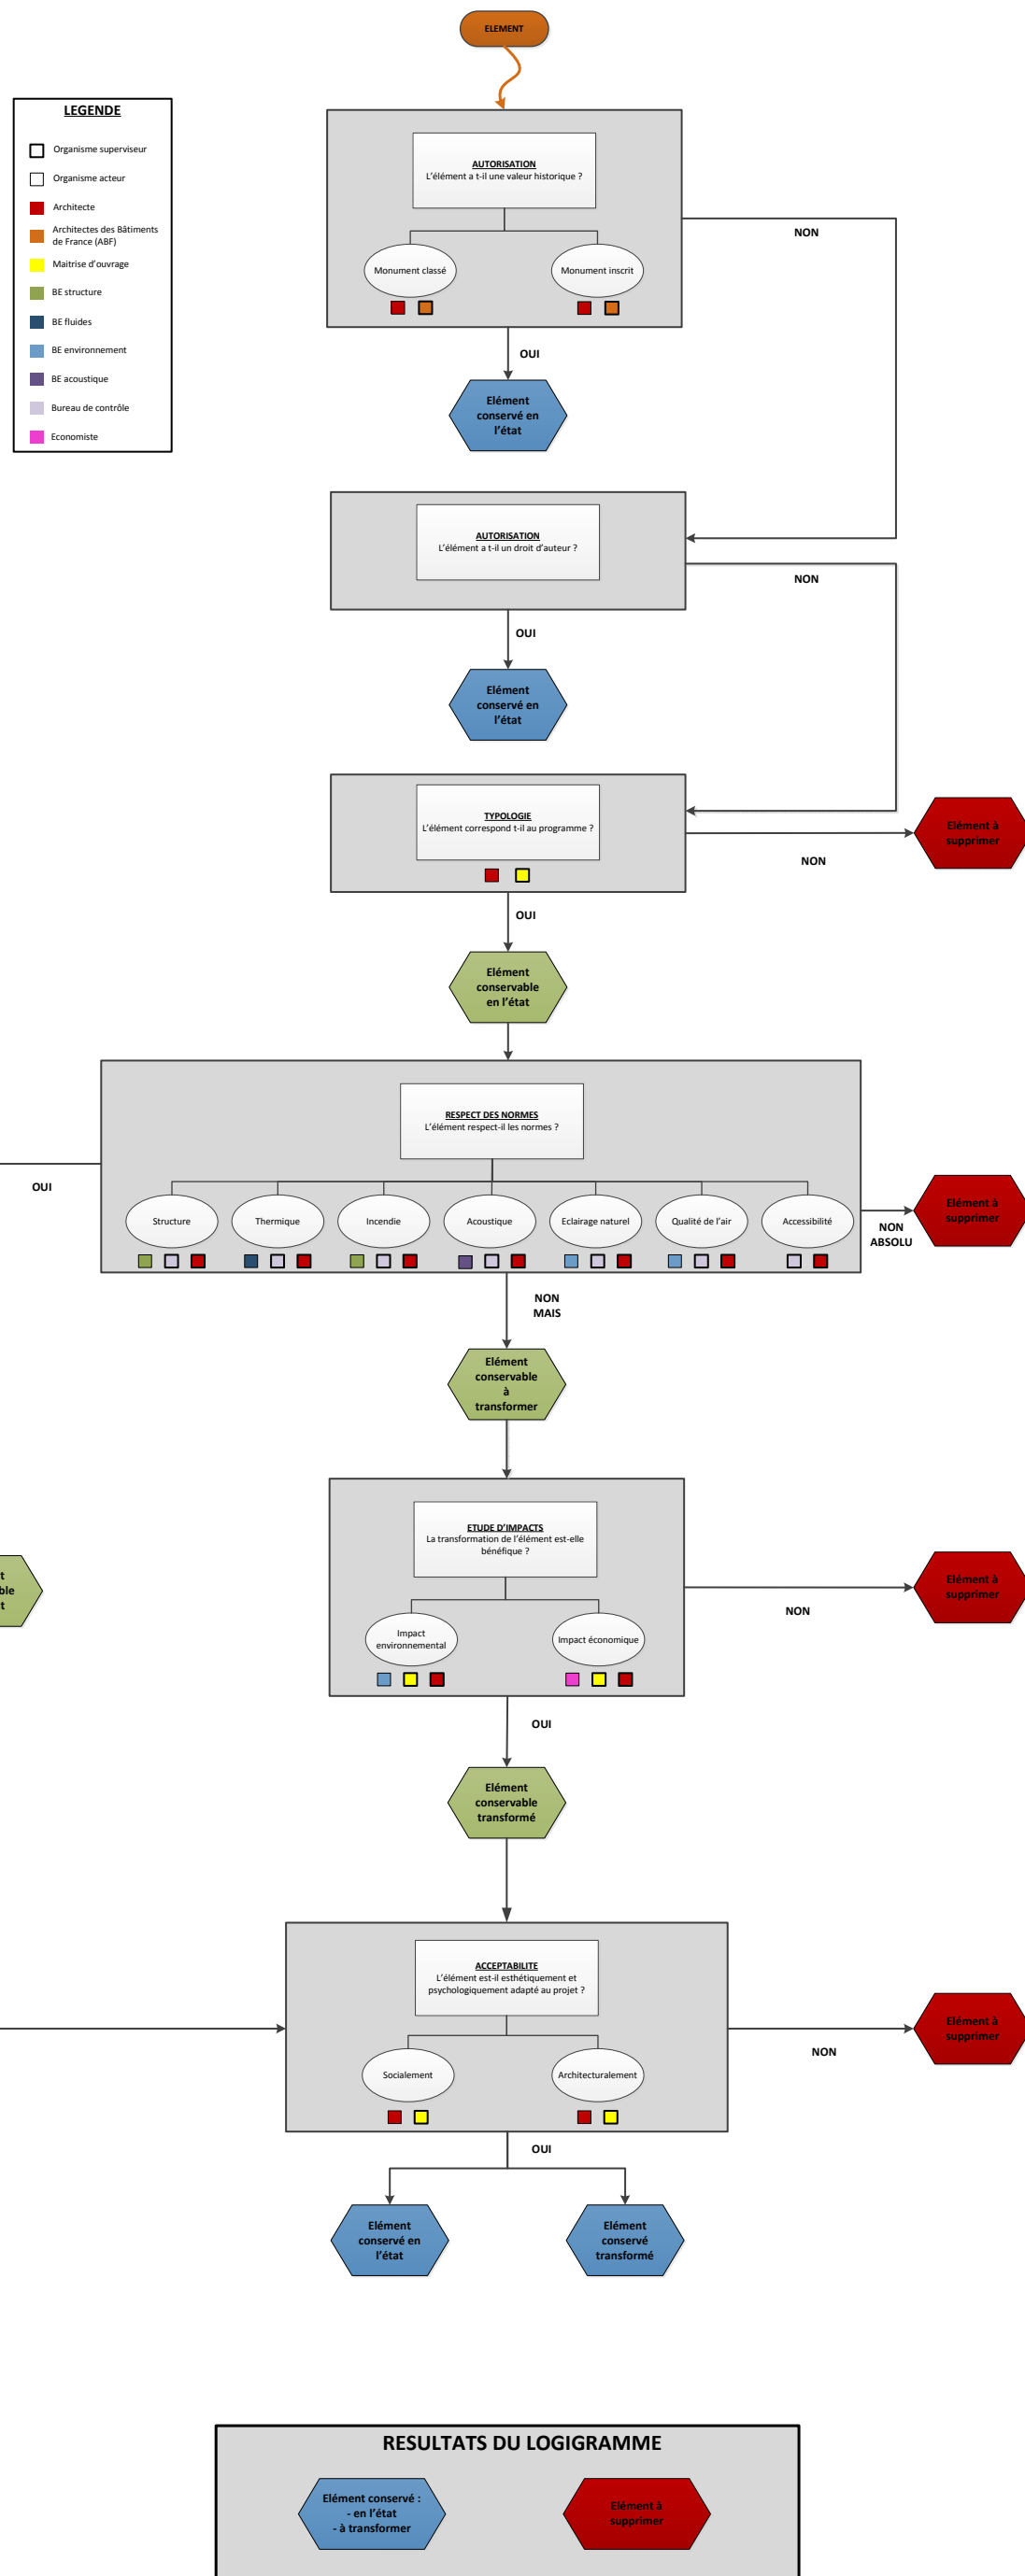 ELEMENT
LEGENDE
Organisme superviseur
Organisme acteur
Architecte
Architectes des Bâtiments
de France (ABF)
Maitrise d'ouvrage
BE structure
BE fluides
BE environnement
BE acoustique
Bureau de contrôle
Economiste
AUTORISATION
L'élément a t-il une valeur historique ?
Monument classé
Monument inscrit
NON
OUI
Elément
conservé en
l'état
AUTORISATION
L'élément a t-il un droit d'auteur ?
NON
OUI
Elément
conservé en
l'état
TYPOLOGIE
L'élément correspond t-il au programme ?
NON
Elément à
supprimer
OUI
Elément
conservable
en l'état
RESPECT DES NORMES
L'élément respect-il les normes ?
OUI
Structure
Thermique
Incendie
Acoustique
Eclairage naturel
Qualité de l'air
Accessibilité
NON
ABSOLU
Elément à
supprimer
NON
MAIS
Elément
conservable
à
transformer
ETUDE D'IMPACTS
La transformation de l'élément est-elle
bénéfique ?
Impact
environnemental
Impact économique
NON
Elément à
supprimer
t
ble
t
OUI
Elément
conservable
transformé
ACCEPTABILITE
L'élément est-il esthétiquement et
psychologiquement adapté au projet ?
Socialement
Architecturalement
NON
Elément à
supprimer
OUI
Elément
conservé en
l'état
Elément
conservé
transformé
RESULTATS DU LOGIGRAMME
Elément conservé :
- en l'état
- à transformer
Elément à
supprimer